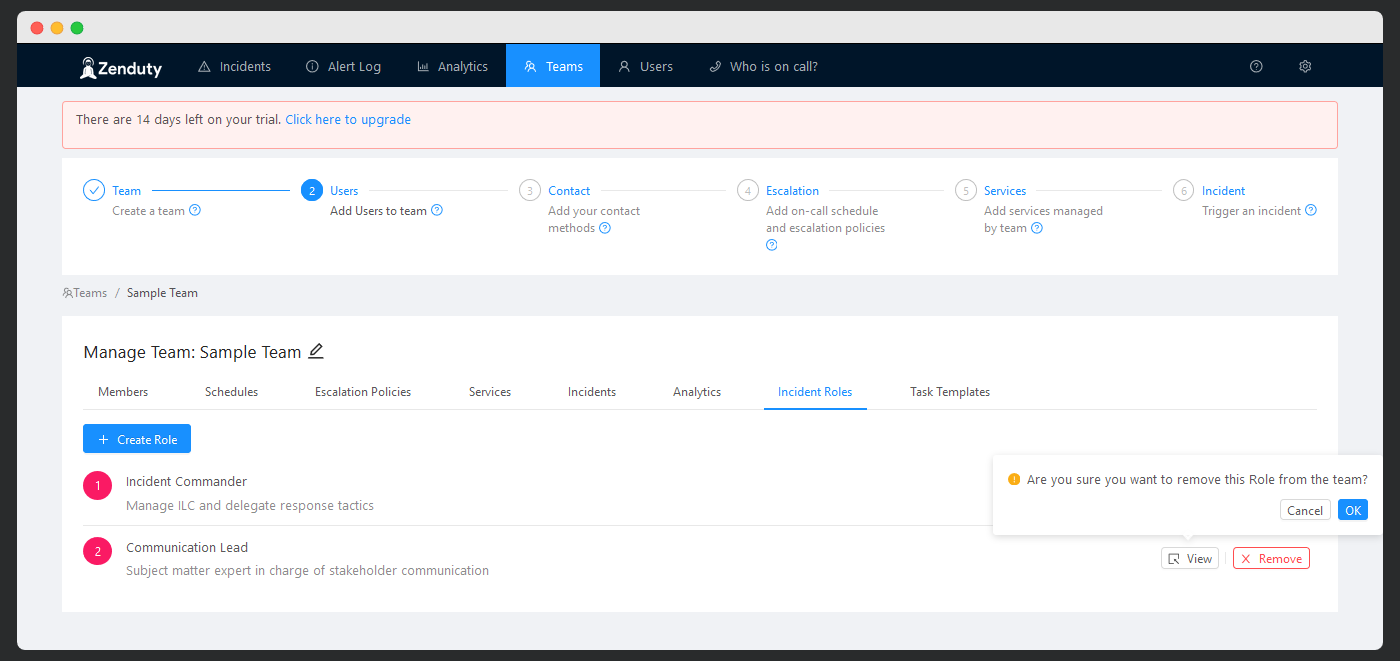 Zenduty
Incidents
Alert Log
Analytics
Teams
Users
Who is on call?
There are 14 days left on your trial. Click here to upgrade
Team
Create a team
2
Users
Add Users to team
3
Contact
Add your contact
methods
4
Escalation
Add on-call schedule
and escalation policies
5
Services
Add services managed
by team
6
Incident
Trigger an incident
Teams / Sample Team
Manage Team: Sample Team
Members
Schedules
Escalation Policies
Services
Incidents
Analytics
Incident Roles
Task Templates
+ Create Role
1
Incident Commander
Manage ILC and delegate response tactics
Are you sure you want to remove this Role from the team?
Cancel
OK
2
Communication Lead
Subject matter expert in charge of stakeholder communication
View
Remove